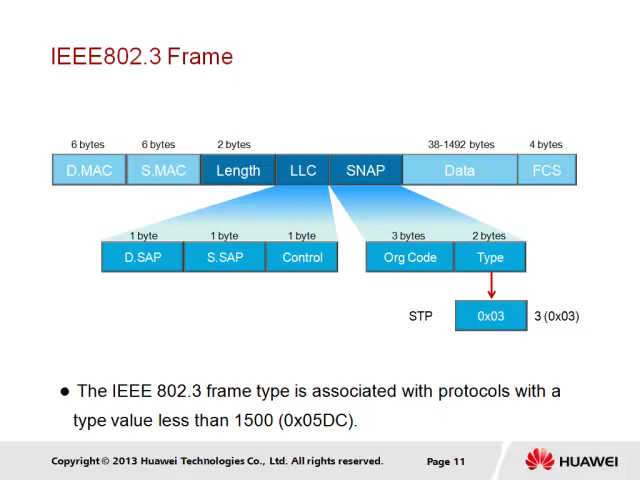 IEEE802.3 Frame
6 bytes 6 bytes 2 bytes 38-1492 bytes 4 bytes
D.MAC S.MAC Length LLC SNAP Data FCS
1 byte 1 byte 1 byte 3 bytes 2 bytes
D.SAP S.SAP Control Org Code Type
STP 0x03 3 (0x03)
● The IEEE 802.3 frame type is associated with protocols with a
type value less than 1500 (0x05DC).
Copyright © 2013 Huawei Technologies Co., Ltd. All rights reserved. Page 11 HUAWEI